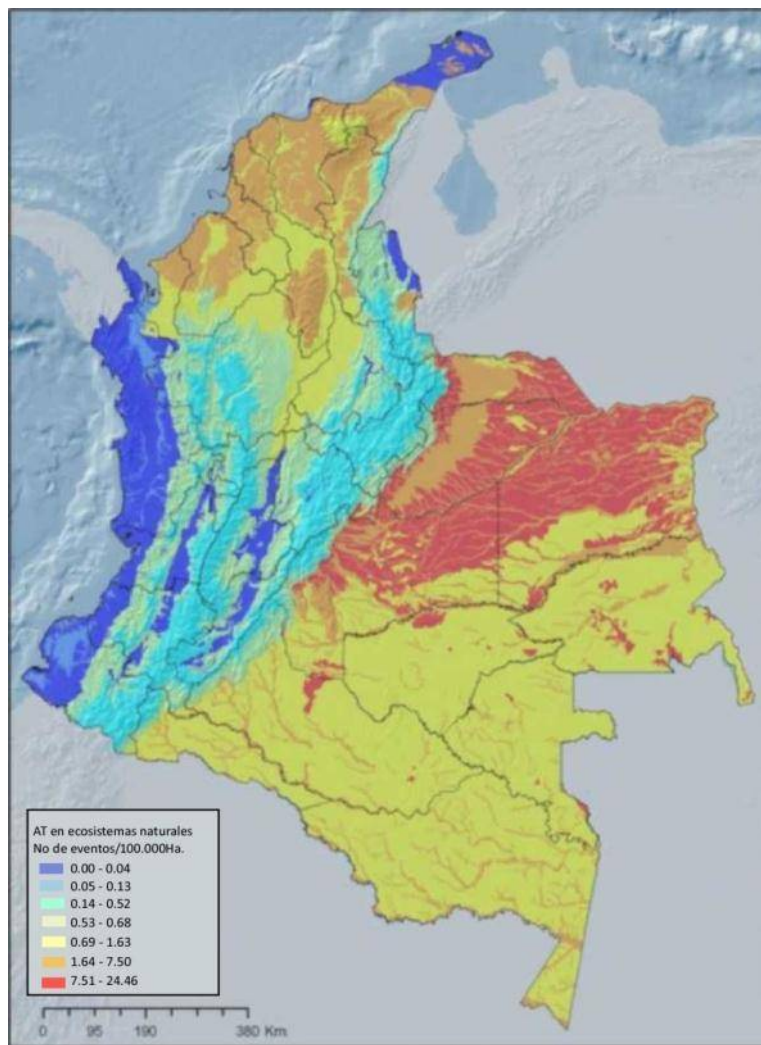 AT en ecosistemas naturales
No de eventos/100.000Ha.
0.00 - 0.04
0.05 - 0.13
0.14 - 0.52
0.53 - 0.68
0.69 - 1.63
1.64 - 7.50
7.51 - 24.46
0 95 190 380 Km